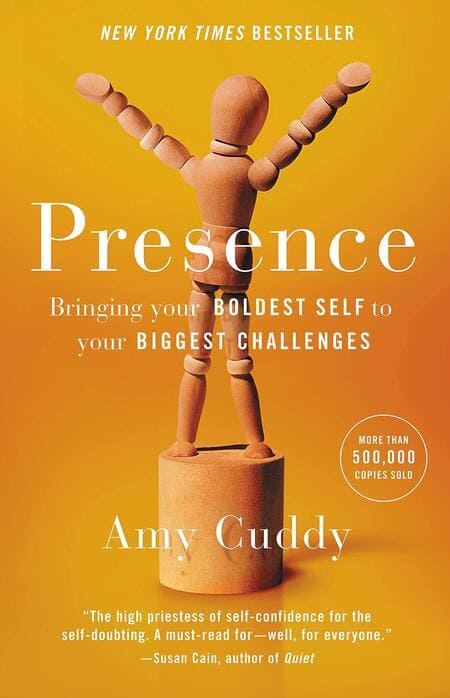 NEW YORK TIMES BESTSELLER
Presence
Bringing your BOLDEST SELF to
your BIGGEST CHALLENGES
MORE THAN
500,000
COPIES SOLD
Amy Cuddy
“The high priestess of self-confidence for the
self-doubting. A must-read for—well, for everyone.”
—Susan Cain, author of Quiet